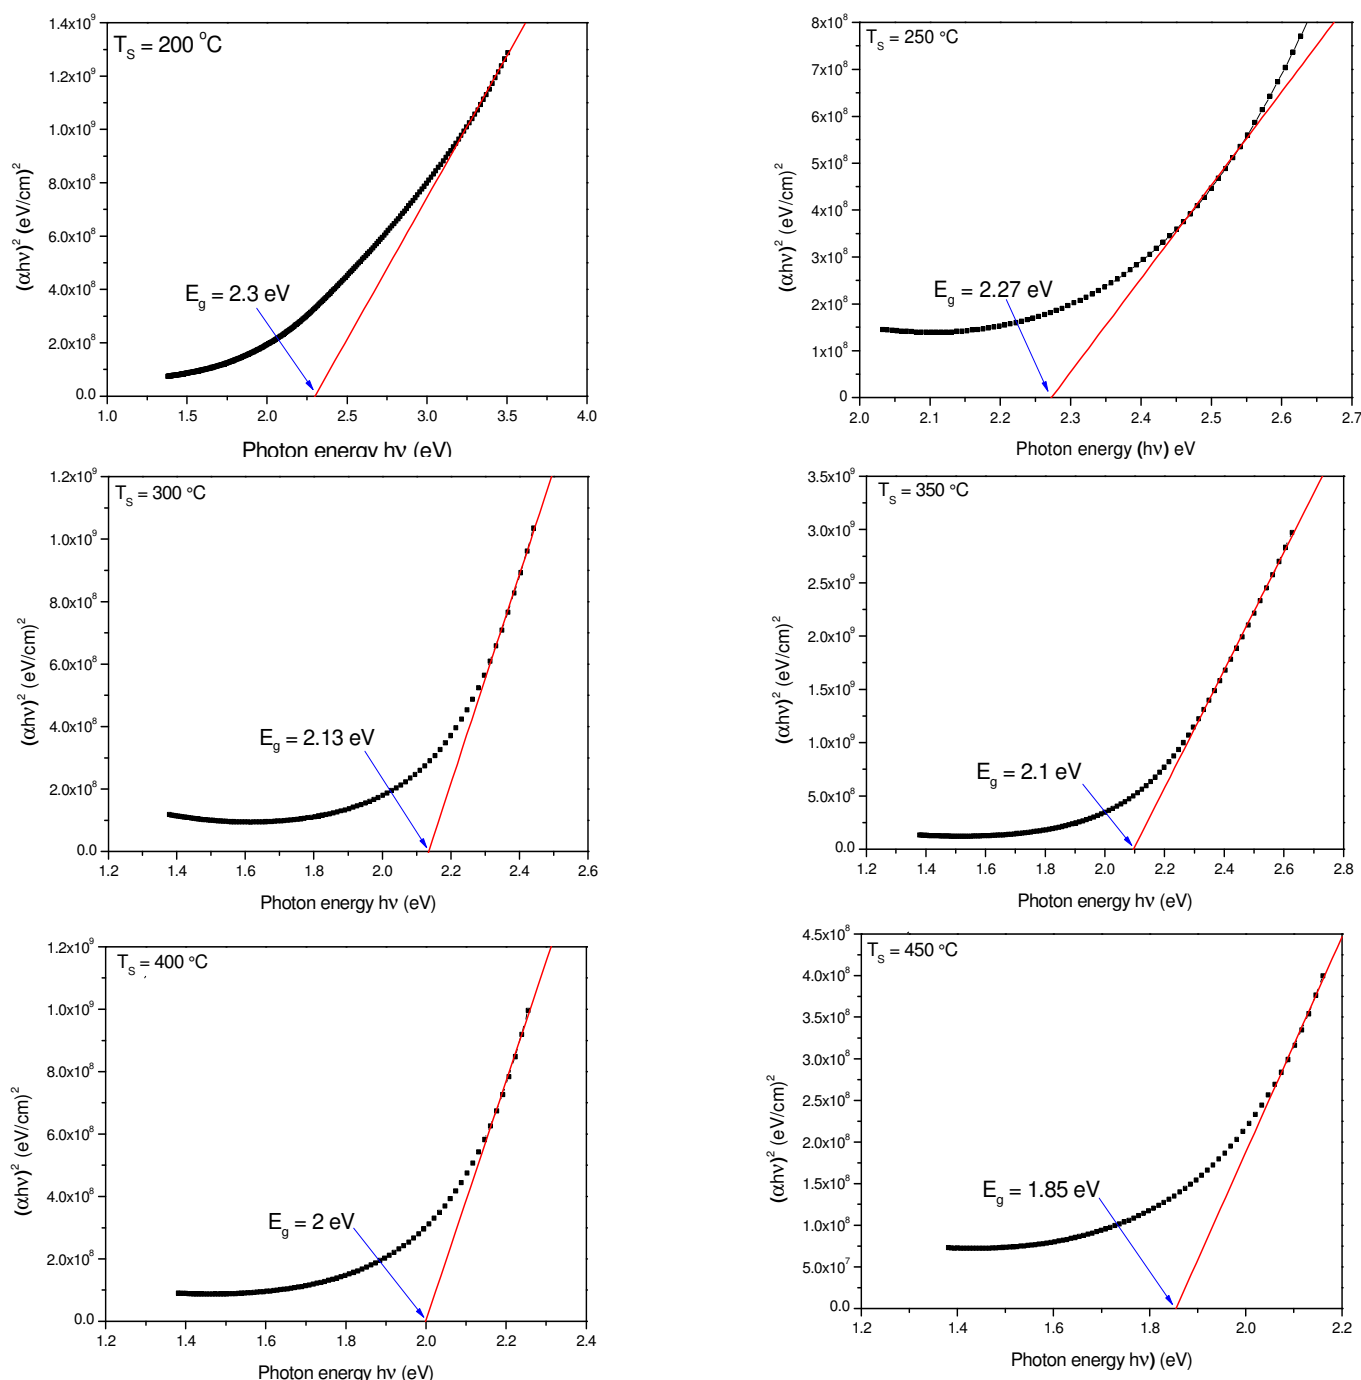 T_S = 200 °C
1.4x10^9
1.2x10^9
1.0x10^9
8.0x10^8
6.0x10^8
4.0x10^8
2.0x10^8
0.0
(αhν)^2 (eV/cm)^2
E_g = 2.3 eV
1.0 1.5 2.0 2.5 3.0 3.5 4.0
Photon energy hν (eV)
T_S = 250 °C
8x10^8
7x10^8
6x10^8
5x10^8
4x10^8
3x10^8
2x10^8
1x10^8
0
(αhν)^2 (eV/cm)^2
E_g = 2.27 eV
2.0 2.1 2.2 2.3 2.4 2.5 2.6 2.7
Photon energy (hν) eV
T_S = 300 °C
1.2x10^9
1.0x10^9
8.0x10^8
6.0x10^8
4.0x10^8
2.0x10^8
0.0
(αhν)^2 (eV/cm)^2
E_g = 2.13 eV
1.2 1.4 1.6 1.8 2.0 2.2 2.4 2.6
Photon energy hν (eV)
T_S = 350 °C
3.5x10^9
3.0x10^9
2.5x10^9
2.0x10^9
1.5x10^9
1.0x10^9
5.0x10^8
0.0
(αhν)^2 (eV/cm)^2
E_g = 2.1 eV
1.2 1.4 1.6 1.8 2.0 2.2 2.4 2.6 2.8
Photon energy hν (eV)
T_S = 400 °C
1.2x10^9
1.0x10^9
8.0x10^8
6.0x10^8
4.0x10^8
2.0x10^8
0.0
(αhν)^2 (eV/cm)^2
E_g = 2 eV
1.2 1.4 1.6 1.8 2.0 2.2 2.4
Photon energy hν (eV)
T_S = 450 °C
4.5x10^8
4.0x10^8
3.5x10^8
3.0x10^8
2.5x10^8
2.0x10^8
1.5x10^8
1.0x10^8
5.0x10^7
0.0
(αhν)^2 (eV/cm)^2
E_g = 1.85 eV
1.2 1.4 1.6 1.8 2.0 2.2
Photon energy hν) (eV)